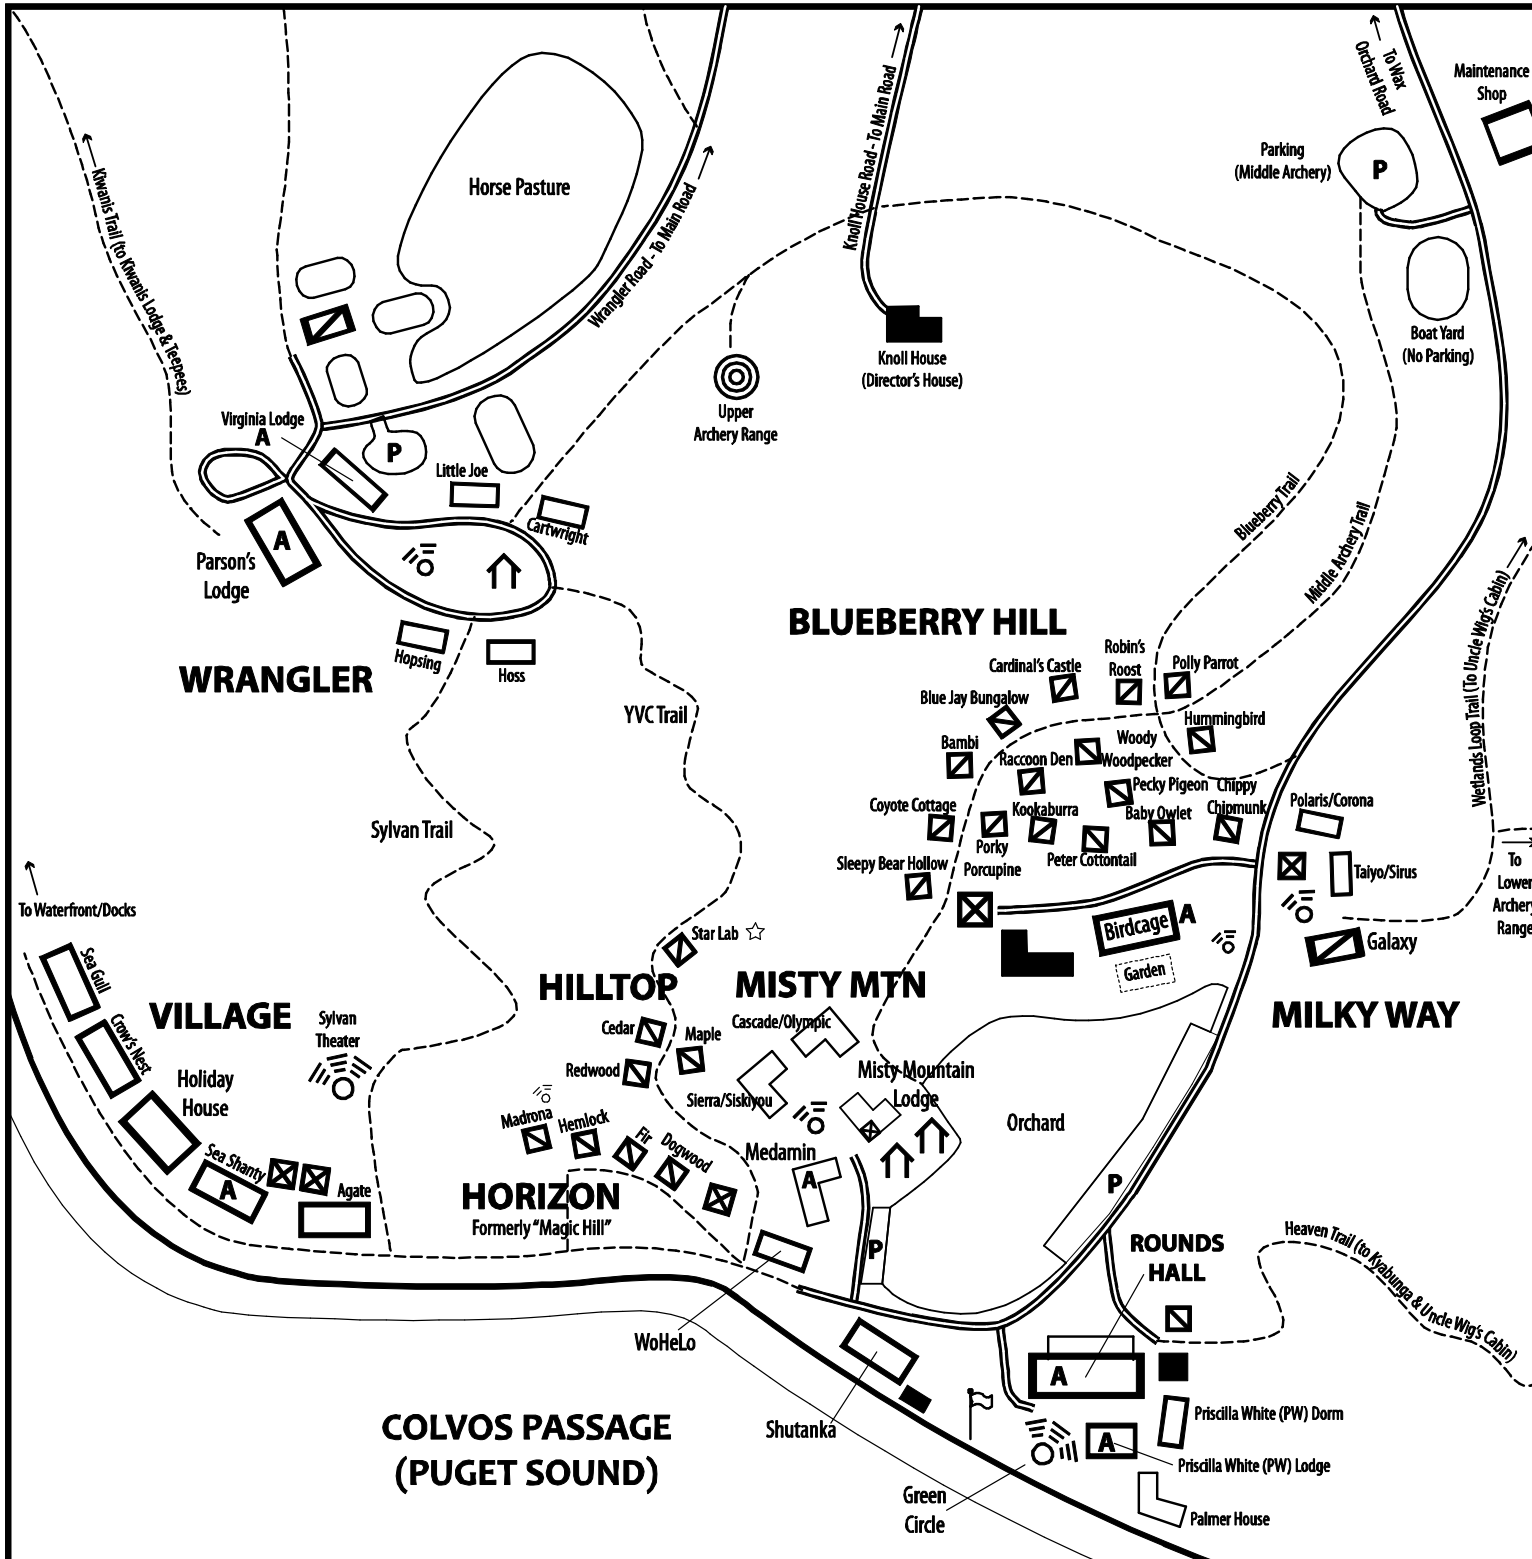 To Wax
Orchard Road
Maintenance
Shop
Parking
(Middle Archery)
P
Knoll House Road - To Main Road
Horse Pasture
Kiwanis Trail (to Kiwanis Lodge & Teepees)
Wrangler Road - To Main Road
Boat Yard
(No Parking)
Knoll House
(Director's House)
Upper
Archery Range
Virginia Lodge
A
P
Little Joe
Cartwright
A
Parson's
Lodge
Blueberry Trail
Middle Archery Trail
Wetlands Loop Trail (To Uncle Wig's Cabin)
Hopsing
Hoss
WRANGLER
YVC Trail
Sylvan Trail
BLUEBERRY HILL
Cardinal's Castle
Robin's
Roost
Polly Parrot
Blue Jay Bungalow
Hummingbird
Bambi
Raccoon Den
Woody
Woodpecker
Pecky Pigeon
Chippy
Chipmunk
Coyote Cottage
Kookaburra
Baby Owlet
Porky
Porcupine
Peter Cottontail
Sleepy Bear Hollow
Polaris/Corona
Taiyo/Sirus
To
Lower
Archery
Range
Birdcage
A
Garden
Galaxy
MILKY WAY
To Waterfront/Docks
Sea Gull
Crow's Nest
VILLAGE
Sylvan
Theater
Holiday
House
Sea Shanty
A
Agate
Star Lab
HILLTOP
Cedar
Maple
Redwood
MISTY MTN
Cascade/Olympic
Sierra/Siskiyou
Misty Mountain
Lodge
Medamin
A
Orchard
P
P
Madrona
Hemlock
Fir
Dogwood
HORIZON
Formerly "Magic Hill"
WoHeLo
Shutanka
ROUNDS
HALL
A
Heaven Trail (to Kyabunga & Uncle Wig's Cabin)
Priscilla White (PW) Dorm
A
Priscilla White (PW) Lodge
Palmer House
Green
Circle
COLVOS PASSAGE
(PUGET SOUND)